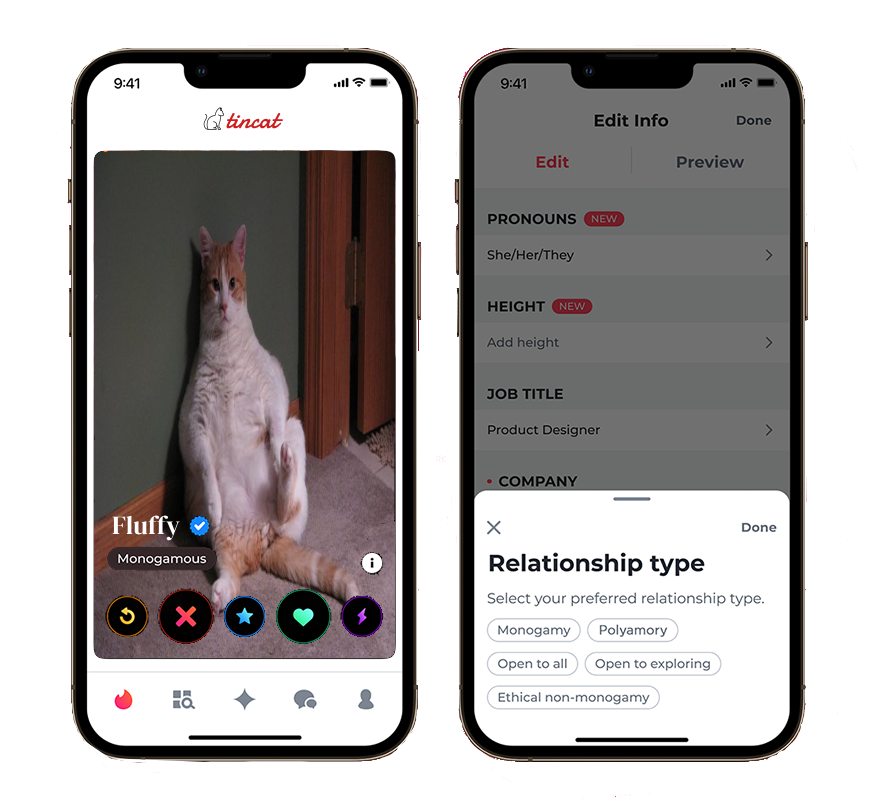 9:41
tincat
Fluffy
Monogamous
9:41
Edit Info
Done
Edit
Preview
PRONOUNS NEW
She/Her/They
HEIGHT NEW
Add height
JOB TITLE
Product Designer
• COMPANY
Done
Relationship type
Select your preferred relationship type.
Monogamy
Polyamory
Open to all
Open to exploring
Ethical non-monogamy